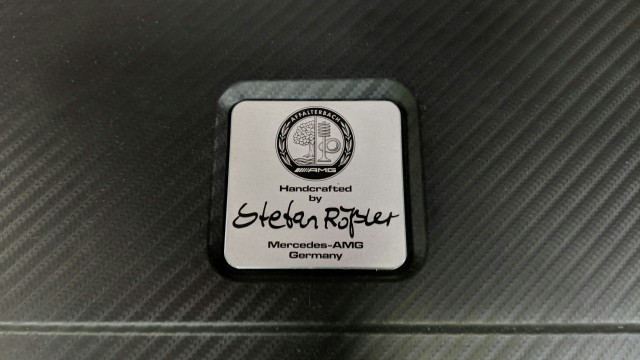 AFFALTERBACH
AMG
Handcrafted
by
Stefan Rößler
Mercedes-AMG
Germany